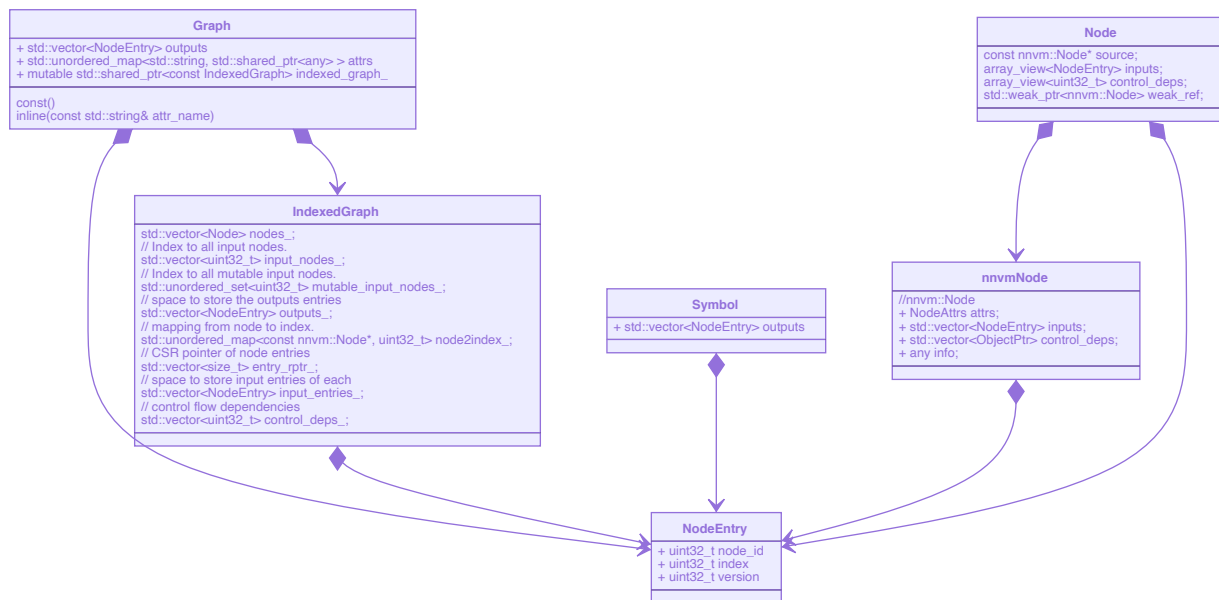 Graph
+ std::vector<NodeEntry> outputs
+ std::unordered_map<std::string, std::shared_ptr<any> > attrs
+ mutable std::shared_ptr<const IndexedGraph> indexed_graph_
const()
inline(const std::string& attr_name)
Node
const nnvm::Node* source;
array_view<NodeEntry> inputs;
array_view<uint32_t> control_deps;
std::weak_ptr<nnvm::Node> weak_ref;
IndexedGraph
std::vector<Node> nodes_;
// Index to all input nodes.
std::vector<uint32_t> input_nodes_;
// Index to all mutable input nodes.
std::unordered_set<uint32_t> mutable_input_nodes_;
// space to store the outputs entries
std::vector<NodeEntry> outputs_;
// mapping from node to index.
std::unordered_map<const nnvm::Node*, uint32_t> node2index_;
// CSR pointer of node entries
std::vector<size_t> entry_rptr_;
// space to store input entries of each
std::vector<NodeEntry> input_entries_;
// control flow dependencies
std::vector<uint32_t> control_deps_;
Symbol
+ std::vector<NodeEntry> outputs
nnvmNode
//nnvm::Node
+ NodeAttrs attrs;
+ std::vector<NodeEntry> inputs;
+ std::vector<ObjectPtr> control_deps;
+ any info;
NodeEntry
+ uint32_t node_id
+ uint32_t index
+ uint32_t version